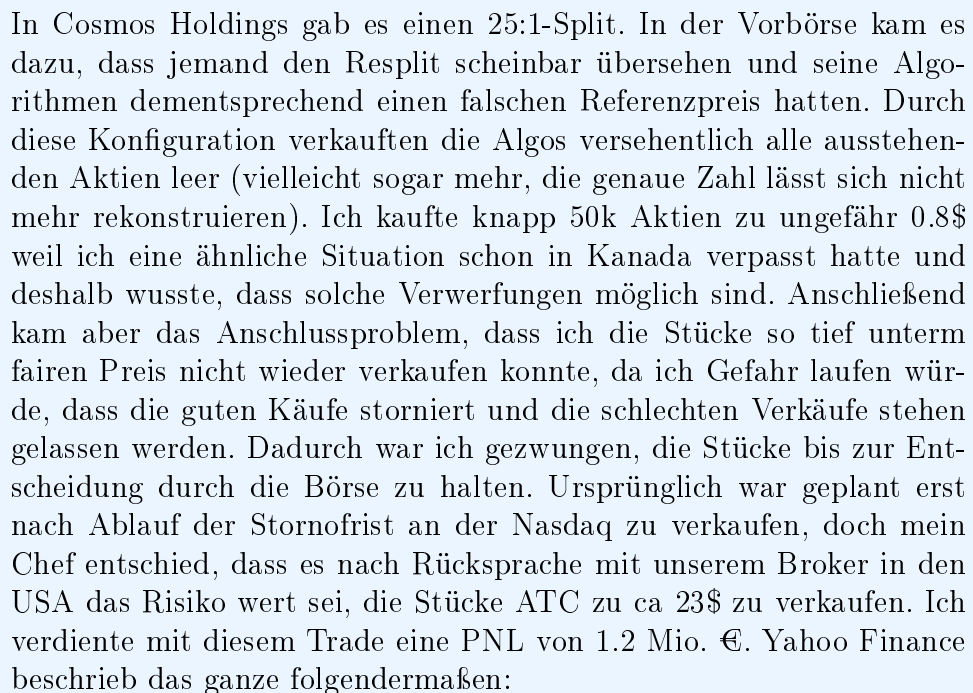 In Cosmos Holdings gab es einen 25:1-Split. In der Vorbörse kam es
dazu, dass jemand den Resplit scheinbar übersehen und seine Algo-
rithmen dementsprechend einen falschen Referenzpreis hatten. Durch
diese Konfiguration verkauften die Algos versehentlich alle ausstehen-
den Aktien leer (vielleicht sogar mehr, die genaue Zahl lässt sich nicht
mehr rekonstruieren). Ich kaufte knapp 50k Aktien zu ungefähr 0.8$
weil ich eine ähnliche Situation schon in Kanada verpasst hatte und
deshalb wusste, dass solche Verwerfungen möglich sind. Anschließend
kam aber das Anschlussproblem, dass ich die Stücke so tief unterm
fairen Preis nicht wieder verkaufen konnte, da ich Gefahr laufen wür-
de, dass die guten Käufe storniert und die schlechten Verkäufe stehen
gelassen werden. Dadurch war ich gezwungen, die Stücke bis zur Ent-
scheidung durch die Börse zu halten. Ursprünglich war geplant erst
nach Ablauf der Stornofrist an der Nasdaq zu verkaufen, doch mein
Chef entschied, dass es nach Rücksprache mit unserem Broker in den
USA das Risiko wert sei, die Stücke ATC zu ca 23$ zu verkaufen. Ich
verdiente mit diesem Trade eine PNL von 1.2 Mio. €. Yahoo Finance
beschrieb das ganze folgendermaßen: